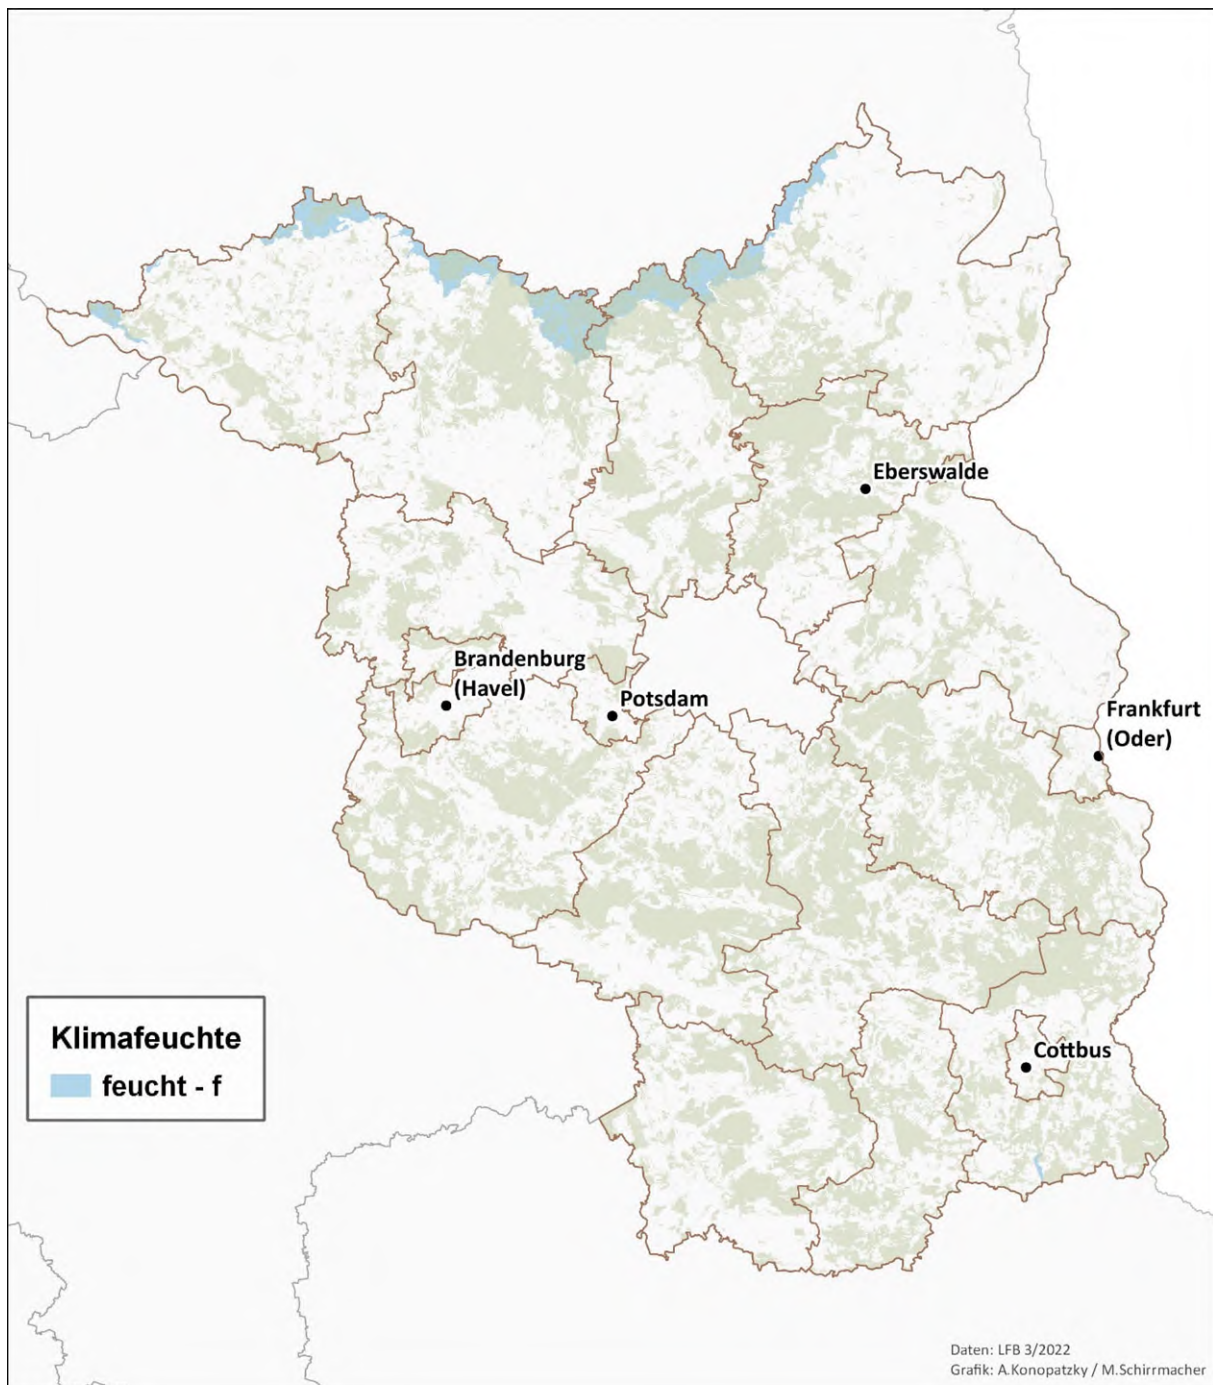 Eberswalde
Brandenburg
(Havel)
Potsdam
Frankfurt
(Oder)
Cottbus
Klimafeuchte
feucht - f
Daten: LFB 3/2022
Grafik: A.Konopatzky / M.Schirrmacher